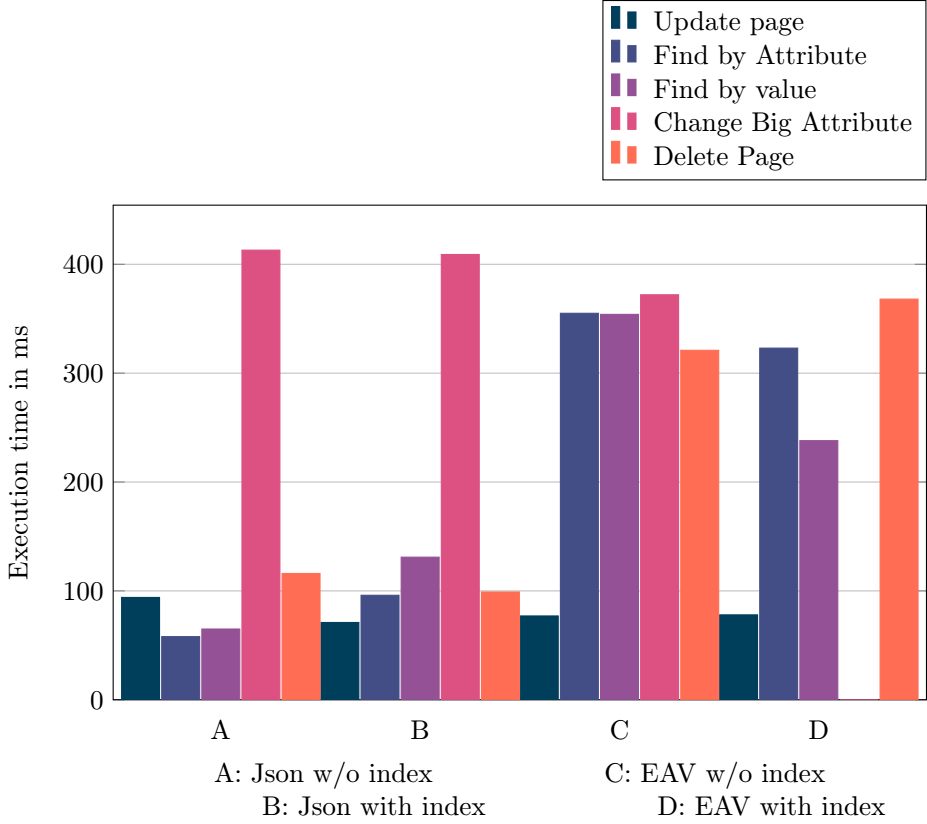 Update page
Find by Attribute
Find by value
Change Big Attribute
Delete Page
400
300
200
100
0
Execution time in ms
A B C D
A: Json w/o index C: EAV w/o index
B: Json with index D: EAV with index